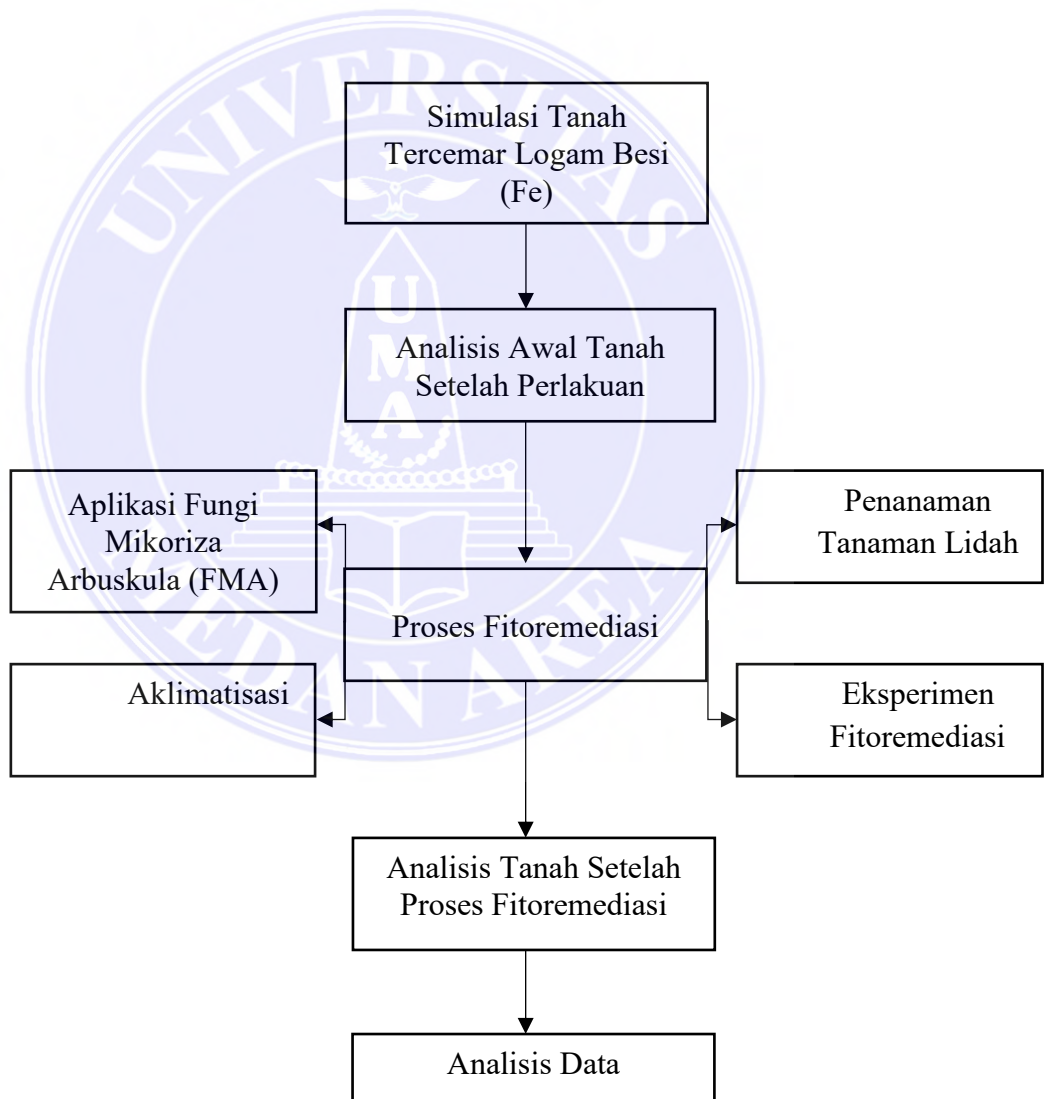 UNIVERSITAS
MEDAN AREA
UMA
Simulasi Tanah
Tercemar Logam Besi
(Fe)
Analisis Awal Tanah
Setelah Perlakuan
Aplikasi Fungi
Mikoriza
Arbuskula (FMA)
Penanaman
Tanaman Lidah
Proses Fitoremediasi
Aklimatisasi
Eksperimen
Fitoremediasi
Analisis Tanah Setelah
Proses Fitoremediasi
Analisis Data